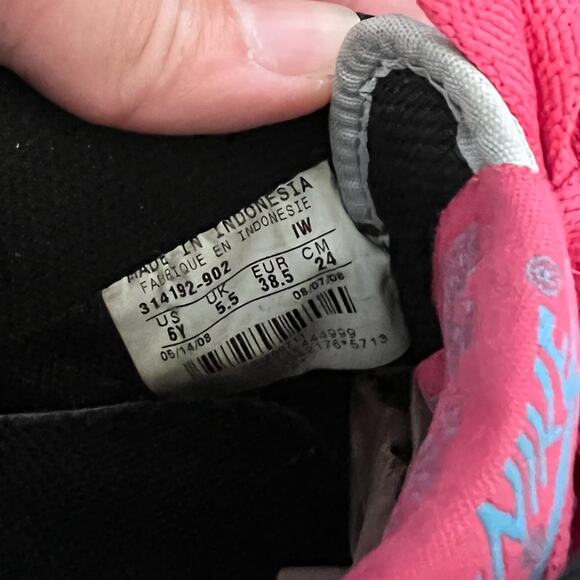 MADE IN INDONESIA
FABRIQUE EN INDONESIE
314192-902 IW
US UK EUR CM
6Y 5.5 38.5 24
05/14/08 08/07/08
NIKE
®